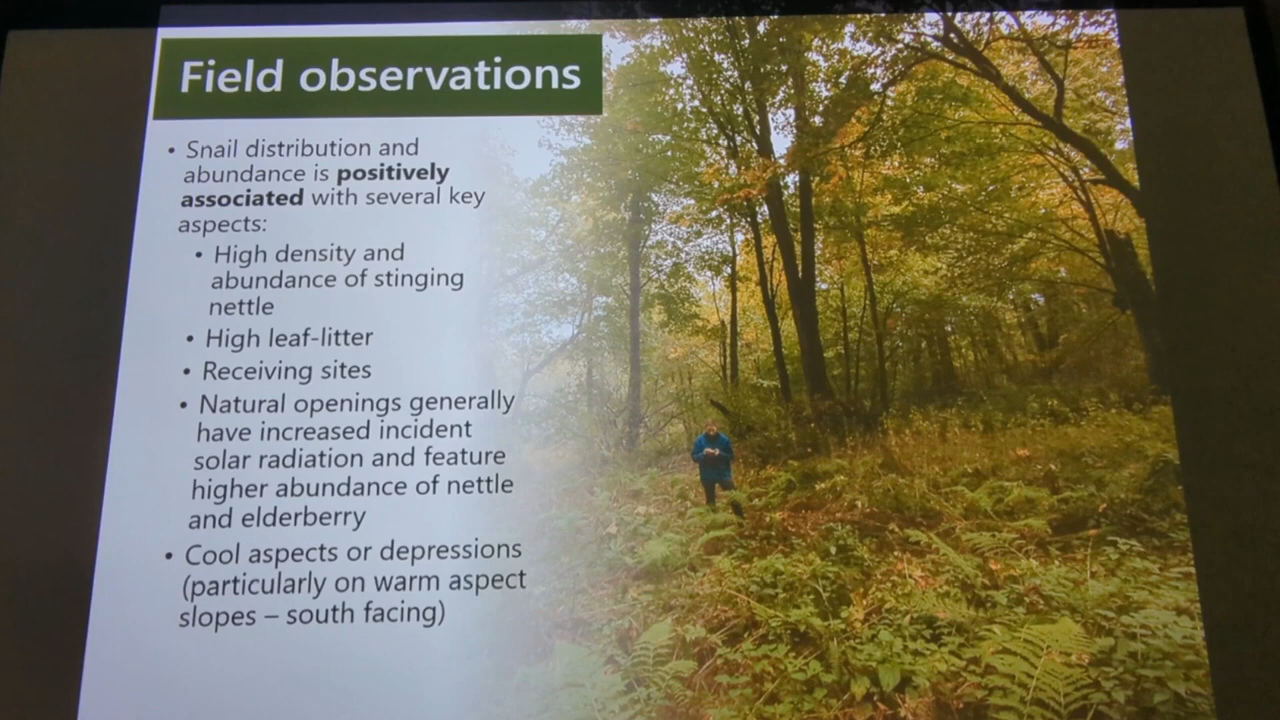 Field observations
• Snail distribution and
abundance is positively
associated with several key
aspects:
• High density and
abundance of stinging
nettle
• High leaf-litter
• Receiving sites
• Natural openings generally
have increased incident
solar radiation and feature
higher abundance of nettle
and elderberry
• Cool aspects or depressions
(particularly on warm aspect
slopes – south facing)